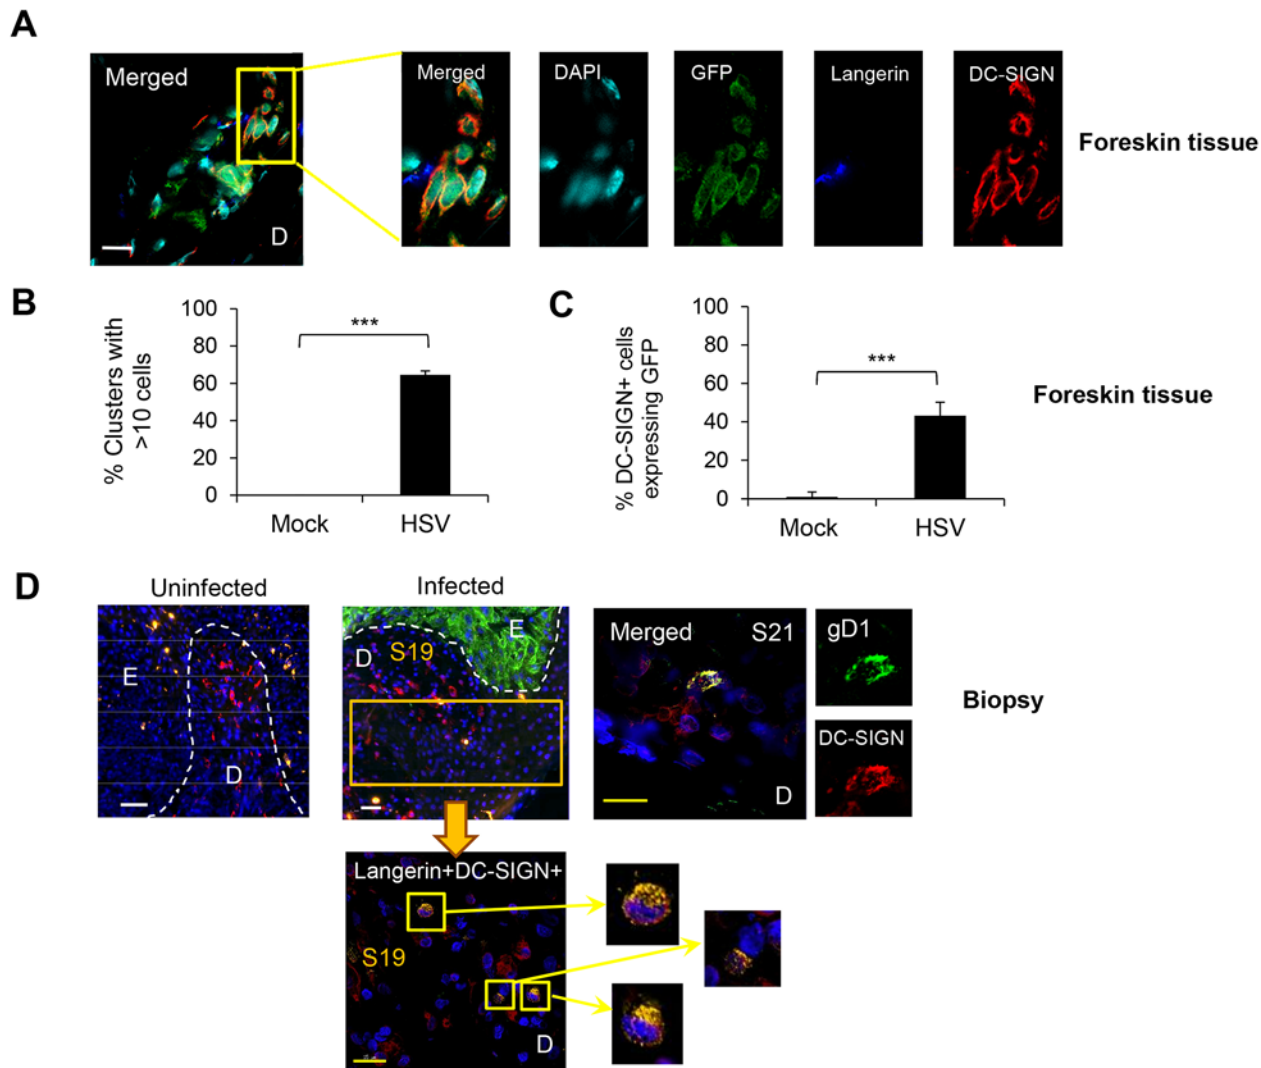 A
Merged
D
Merged
DAPI
GFP
Langerin
DC-SIGN
Foreskin tissue
B
% Clusters with
>10 cells
100
80
60
40
20
0
***
Mock
HSV
C
% DC-SIGN+ cells
expressing GFP
100
80
60
40
20
0
***
Mock
HSV
Foreskin tissue
D
Uninfected
E
D
Infected
E
D
S19
Merged
S21
D
gD1
DC-SIGN
Biopsy
Langerin+DC-SIGN+
S19
D